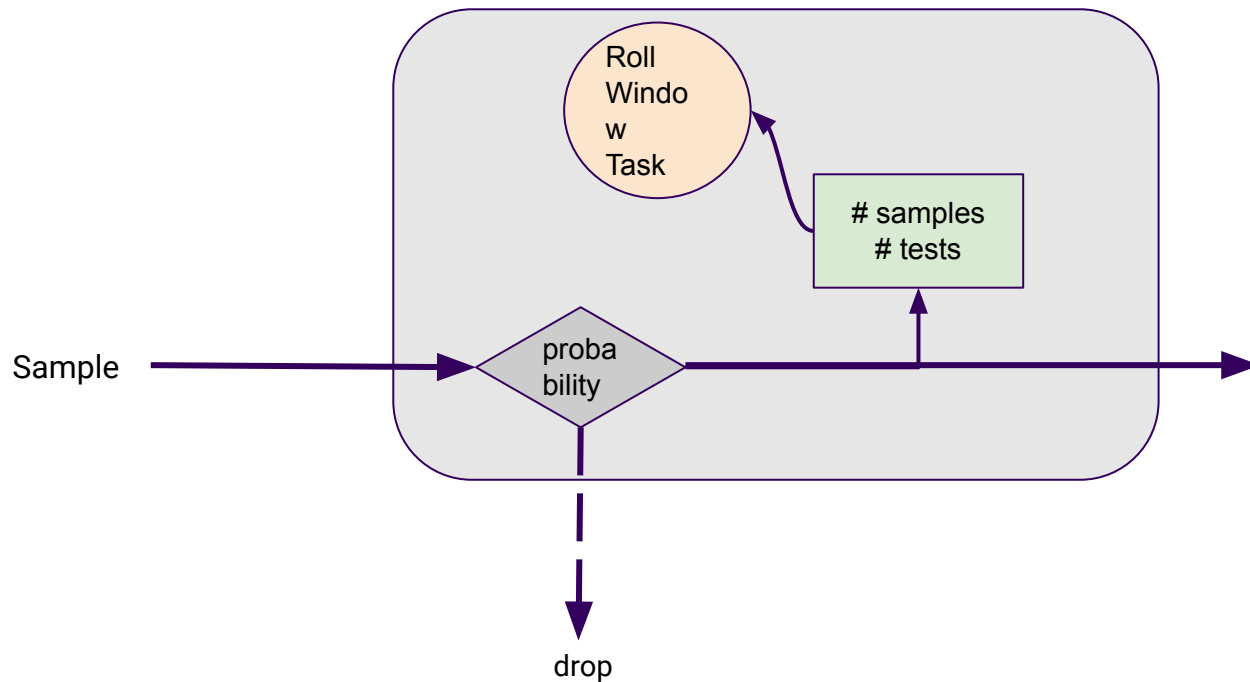 Roll
Windo
w
Task
# samples
# tests
Sample
proba
bility
drop